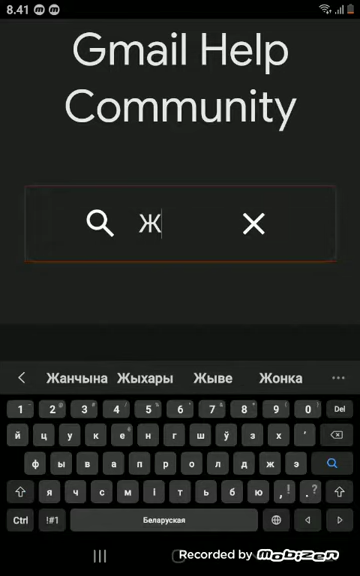 8.41
Gmail Help
Community
Ж
Жанчына Жыхары Жыве Жонка
1 2 3 4 5 6 7 8 9 0 Del
й ц у к е н г ш ў з х '
ф ы в а п р о л д ж э
я ч с м і т ь б ю , ! . ?
Ctrl !#1 Беларуская
Recorded by mobizen